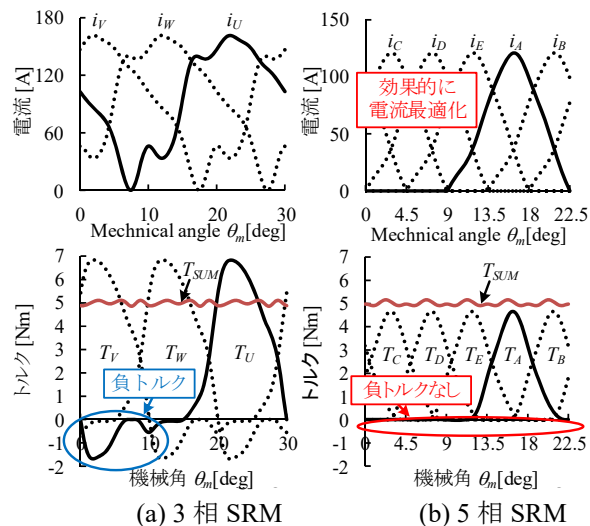 i_V i_W i_U
電流 [A]
180
120
60
0
0 10 20 30
Mechnical angle θ_m[deg]
i_C i_D i_E i_A i_B
電流 [A]
150
100
50
0
効果的に
電流最適化
0 4.5 9 13.5 18 22.5
Mechnical angle θ_m[deg]
トルク [Nm]
7
6
5
4
3
2
1
0
-1
-2
T_SUM
T_V T_W T_U
負トルク
0 10 20 30
機械角 θ_m[deg]
(a) 3 相 SRM
トルク [Nm]
7
6
5
4
3
2
1
0
-1
-2
T_SUM
T_C T_D T_E T_A T_B
負トルクなし
0 4.5 9 13.5 18 22.5
機械角 θ_m[deg]
(b) 5 相 SRM